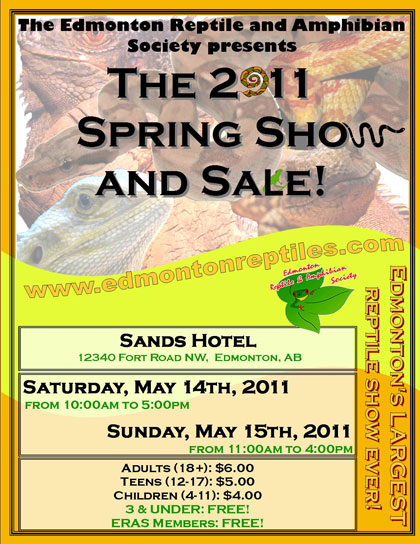 The Edmonton Reptile and Amphibian
Society presents
The 2011
Spring Show
and Sale!
www.edmontonreptiles.com
Edmonton
Reptile & Amphibian
Society
Sands Hotel
12340 Fort Road NW, Edmonton, AB
Saturday, May 14th, 2011
from 10:00am to 5:00pm
Sunday, May 15th, 2011
from 11:00am to 4:00pm
Adults (18+): $6.00
Teens (12-17): $5.00
Children (4-11): $4.00
3 & under: FREE!
ERAS Members: FREE!
Edmonton's Largest
Reptile Show Ever!